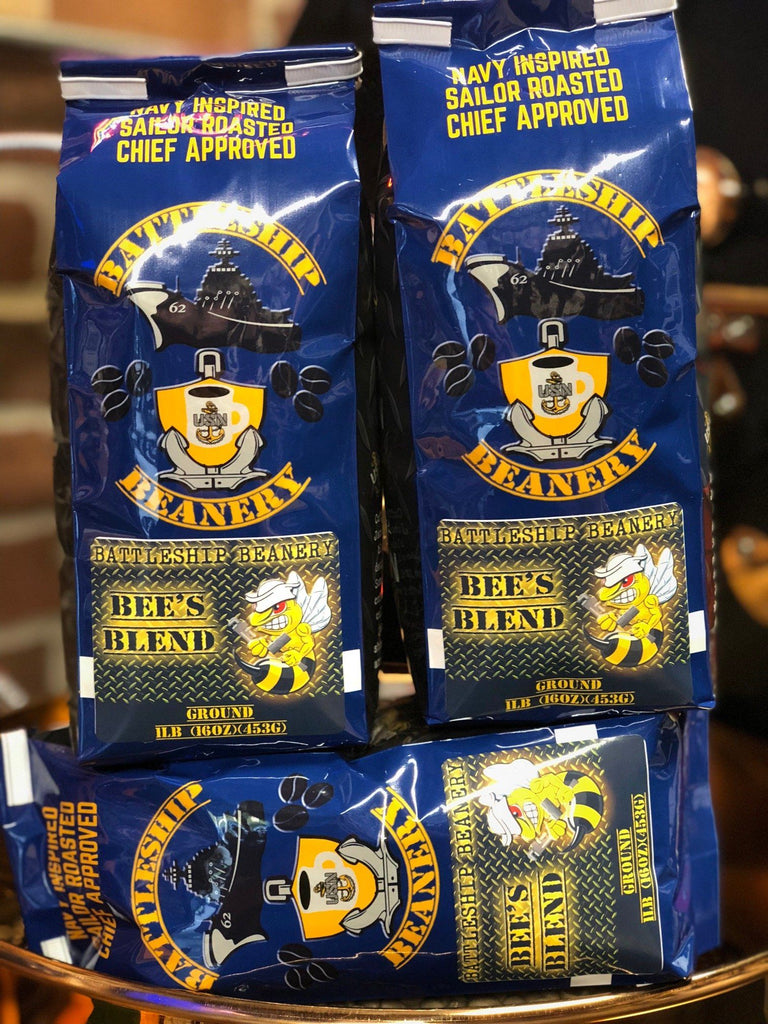 NAVY INSPIRED
SAILOR ROASTED
CHIEF APPROVED
BATTLESHIP
62
USN
BEANERY
BATTLESHIP BEANERY
BEE'S
BLEND
GROUND
1LB (16OZ)(453G)
NAVY INSPIRED
SAILOR ROASTED
CHIEF APPROVED
BATTLESHIP
62
USN
BEANERY
BATTLESHIP BEANERY
BEE'S
BLEND
GROUND
1LB (16OZ)(453G)
NAVY INSPIRED
SAILOR ROASTED
CHIEF APPROVED
BATTLESHIP
62
USN
BEANERY
BATTLESHIP BEANERY
BEE'S
BLEND
GROUND
1LB (16OZ)(453G)